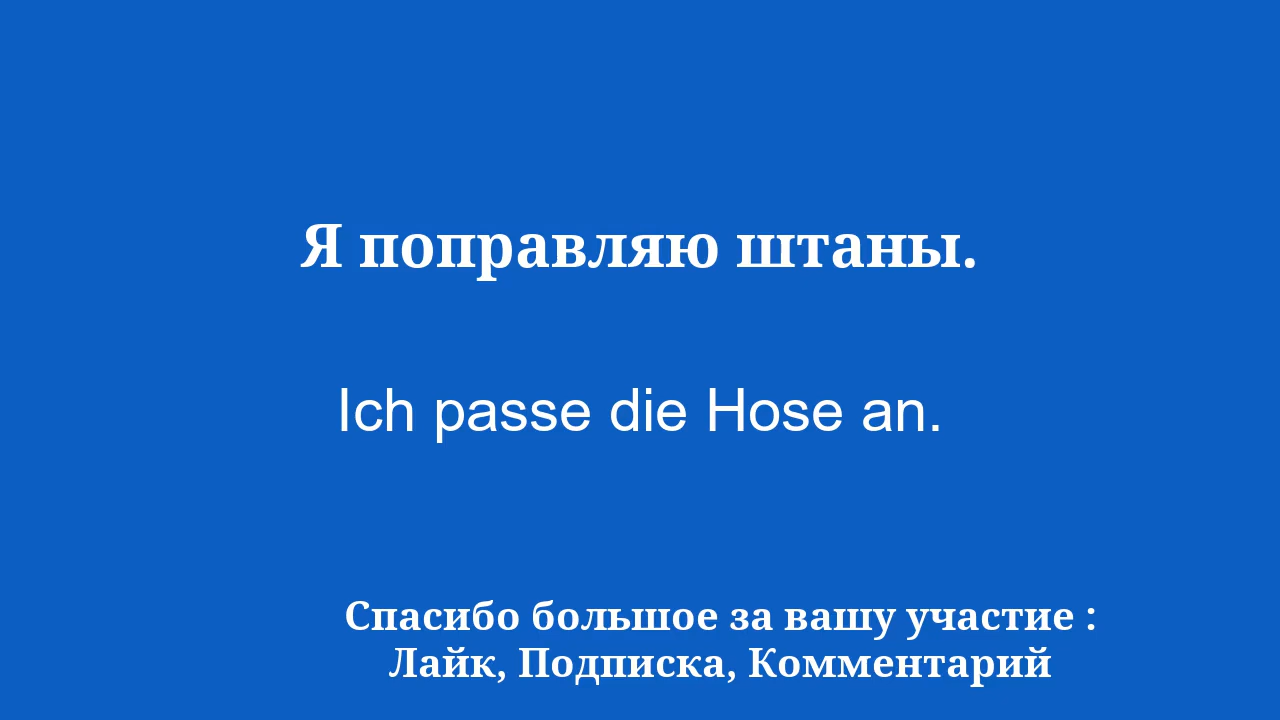 Я поправляю штаны.
Ich passe die Hose an.
Спасибо большое за вашу участие :
Лайк, Подписка, Комментарий